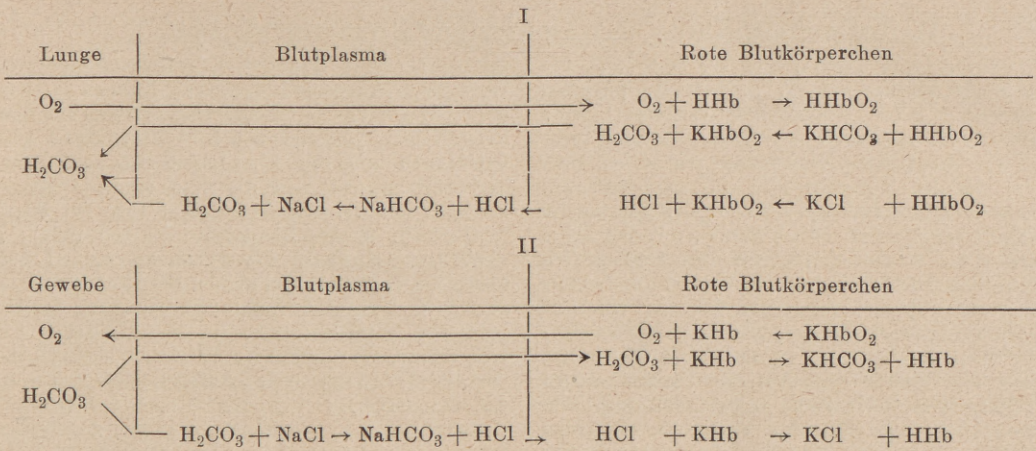 I
Lunge Blutplasma Rote Blutkörperchen
O₂ → O₂ + HHb → HHbO₂
H₂CO₃ + KHbO₂ ← KHCO₃ + HHbO₂
H₂CO₃
H₂CO₃ + NaCl ← NaHCO₃ + HCl ← HCl + KHbO₂ ← KCl + HHbO₂
II
Gewebe Blutplasma Rote Blutkörperchen
O₂ ← O₂ + KHb ← KHbO₂
→ H₂CO₃ + KHb → KHCO₃ + HHb
H₂CO₃
H₂CO₃ + NaCl → NaHCO₃ + HCl → HCl + KHb → KCl + HHb